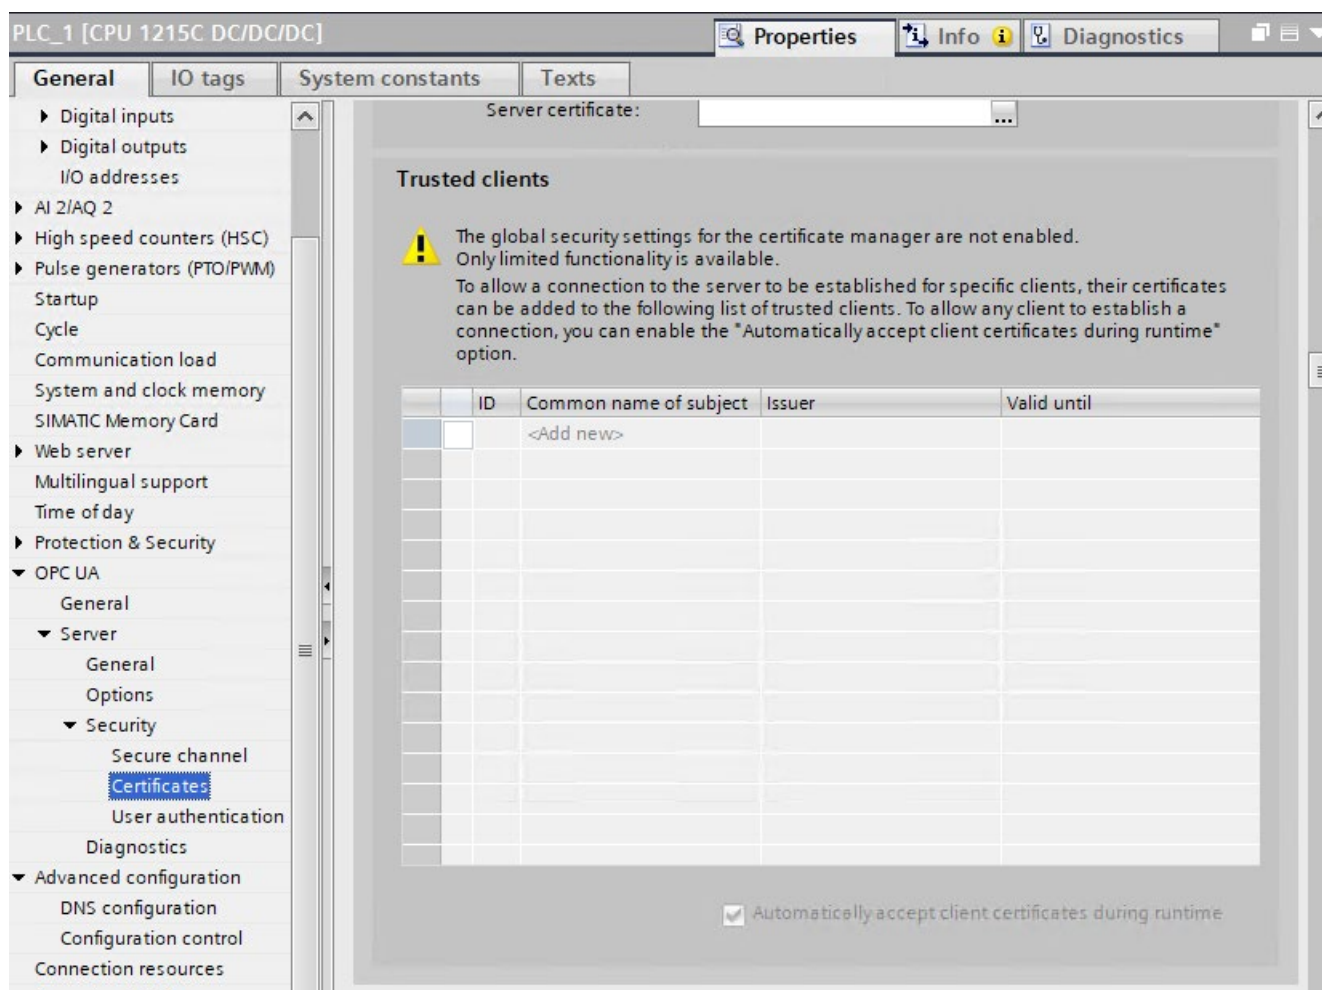 PLC_1 [CPU 1215C DC/DC/DC]
Properties
Info
Diagnostics
General
IO tags
System constants
Texts
Digital inputs
Digital outputs
I/O addresses
AI 2/AQ 2
High speed counters (HSC)
Pulse generators (PTO/PWM)
Startup
Cycle
Communication load
System and clock memory
SIMATIC Memory Card
Web server
Multilingual support
Time of day
Protection & Security
OPC UA
General
Server
General
Options
Security
Secure channel
Certificates
User authentication
Diagnostics
Advanced configuration
DNS configuration
Configuration control
Connection resources
Server certificate:
...
Trusted clients
The global security settings for the certificate manager are not enabled.
Only limited functionality is available.
To allow a connection to the server to be established for specific clients, their certificates
can be added to the following list of trusted clients. To allow any client to establish a
connection, you can enable the "Automatically accept client certificates during runtime"
option.
ID Common name of subject Issuer Valid until
<Add new>
Automatically accept client certificates during runtime